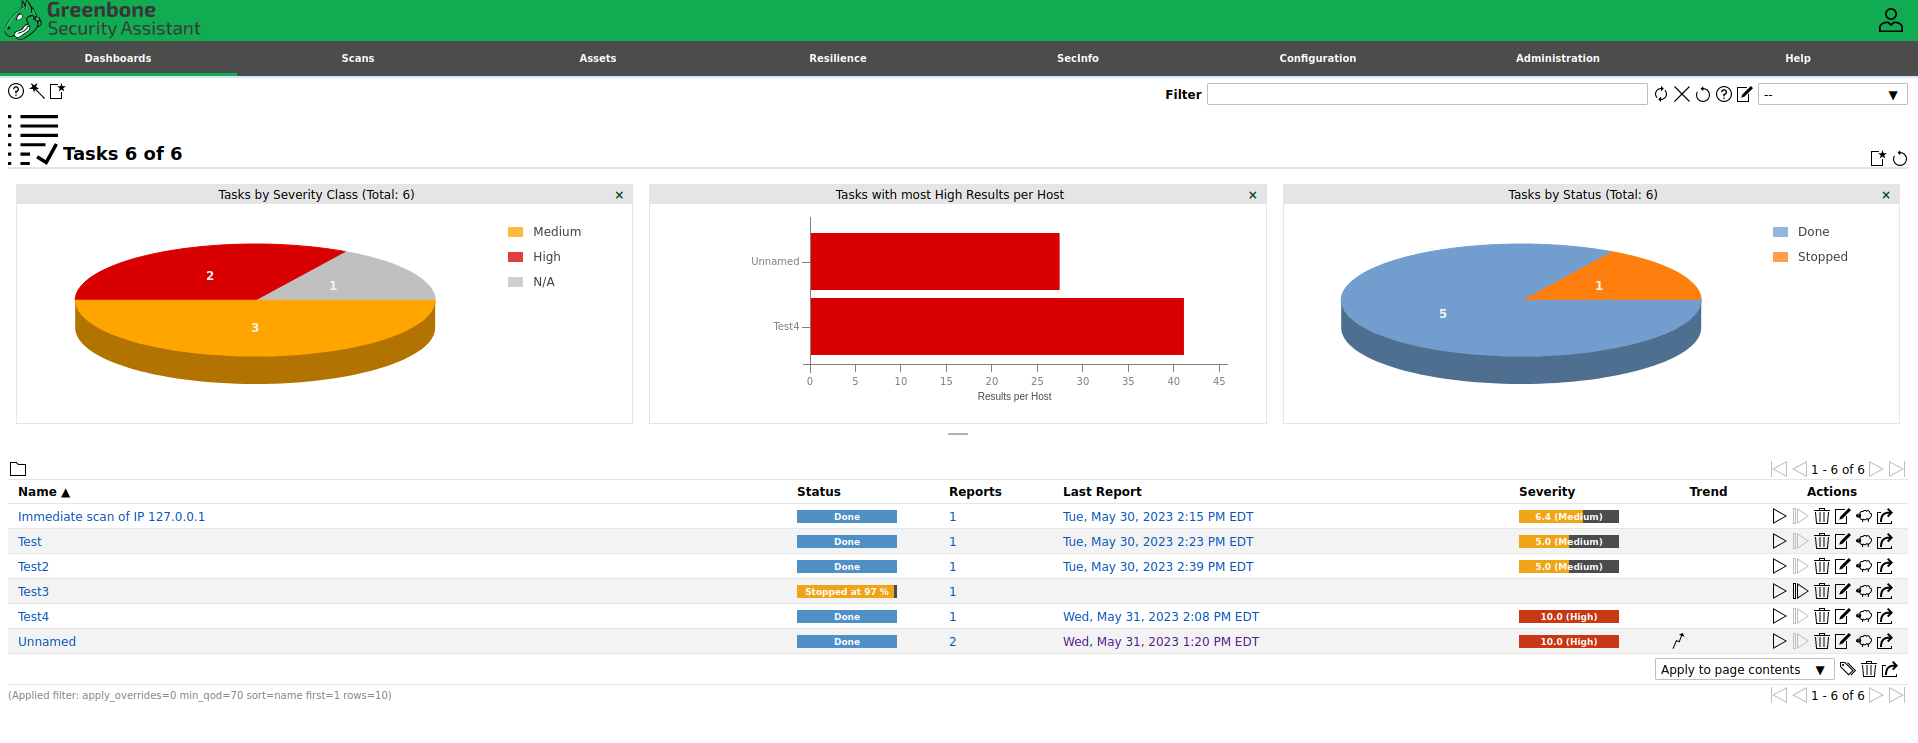 Greenbone
Security Assistant
Dashboards Scans Assets Resilience SecInfo Configuration Administration Help
Filter --
Tasks 6 of 6
Tasks by Severity Class (Total: 6)
Medium
High
N/A
2
1
3
Tasks with most High Results per Host
Unnamed
Test4
0 5 10 15 20 25 30 35 40 45
Results per Host
Tasks by Status (Total: 6)
Done
Stopped
1
5
1 - 6 of 6
Name ▲ Status Reports Last Report Severity Trend Actions
Immediate scan of IP 127.0.0.1 Done 1 Tue, May 30, 2023 2:15 PM EDT 6.4 (Medium)
Test Done 1 Tue, May 30, 2023 2:23 PM EDT 5.0 (Medium)
Test2 Done 1 Tue, May 30, 2023 2:39 PM EDT 5.0 (Medium)
Test3 Stopped at 97 % 1
Test4 Done 1 Wed, May 31, 2023 2:08 PM EDT 10.0 (High)
Unnamed Done 2 Wed, May 31, 2023 1:20 PM EDT 10.0 (High)
Apply to page contents ▼
(Applied filter: apply_overrides=0 min_qod=70 sort=name first=1 rows=10) 1 - 6 of 6